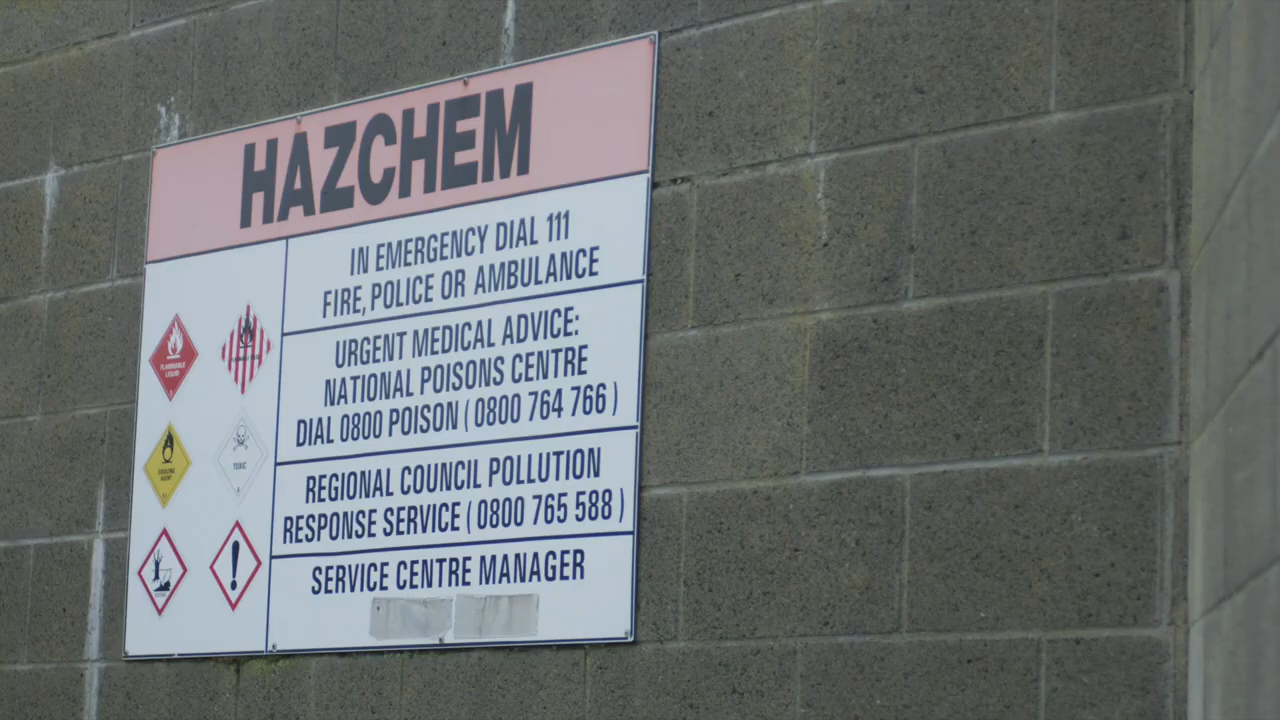 HAZCHEM
IN EMERGENCY DIAL 111
FIRE, POLICE OR AMBULANCE
URGENT MEDICAL ADVICE:
NATIONAL POISONS CENTRE
DIAL 0800 POISON ( 0800 764 766 )
REGIONAL COUNCIL POLLUTION
RESPONSE SERVICE ( 0800 765 588 )
SERVICE CENTRE MANAGER
FLAMMABLE
LIQUID
TOXIC
OXIDIZING
AGENT